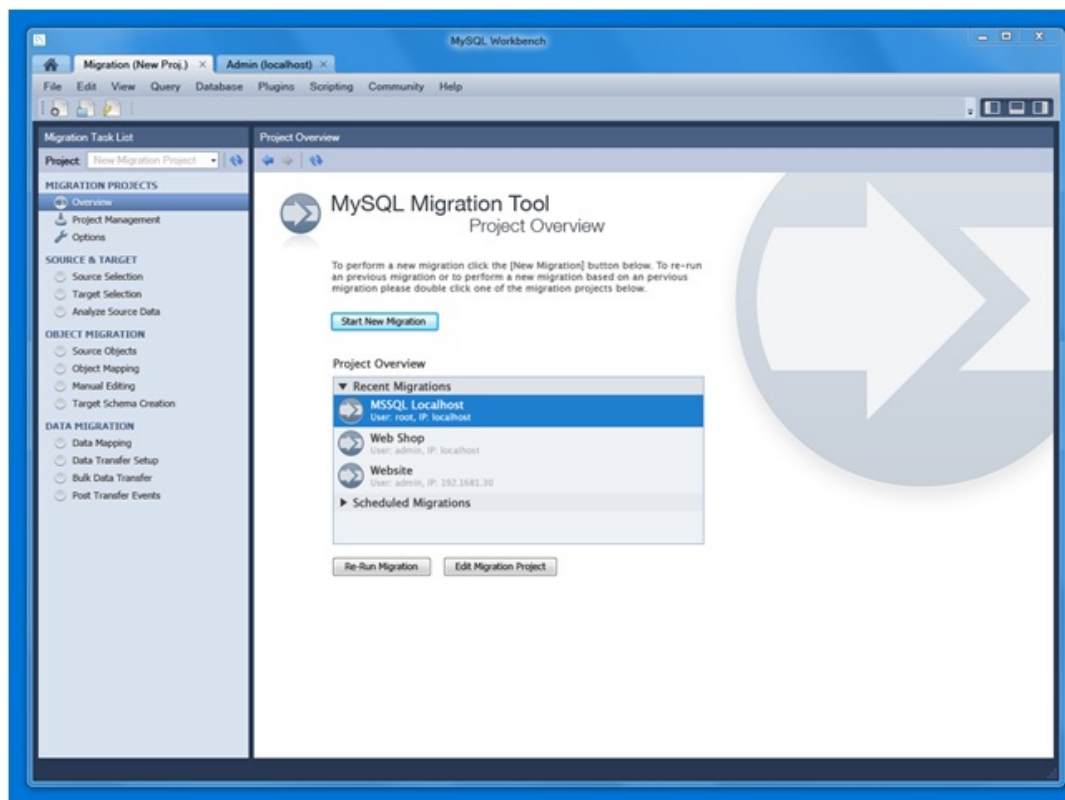 MySQL Workbench
Migration (New Proj.) Admin (localhost)
File Edit View Query Database Plugins Scripting Community Help
Migration Task List
Project: New Migration Project
MIGRATION PROJECTS
Overview
Project Management
Options
SOURCE & TARGET
Source Selection
Target Selection
Analyze Source Data
OBJECT MIGRATION
Source Objects
Object Mapping
Manual Editing
Target Schema Creation
DATA MIGRATION
Data Mapping
Data Transfer Setup
Bulk Data Transfer
Post Transfer Events
Project Overview
MySQL Migration Tool
Project Overview
To perform a new migration click the [New Migration] button below. To re-run
an previous migration or to perform a new migration based on an pervious
migration please double click one of the migration projects below.
Start New Migration
Project Overview
Recent Migrations
MSSQL Localhost
User: root, IP: localhost
Web Shop
User: admin, IP: localhost
Website
User: admin, IP: 192.1681.30
Scheduled Migrations
Re-Run Migration Edit Migration Project